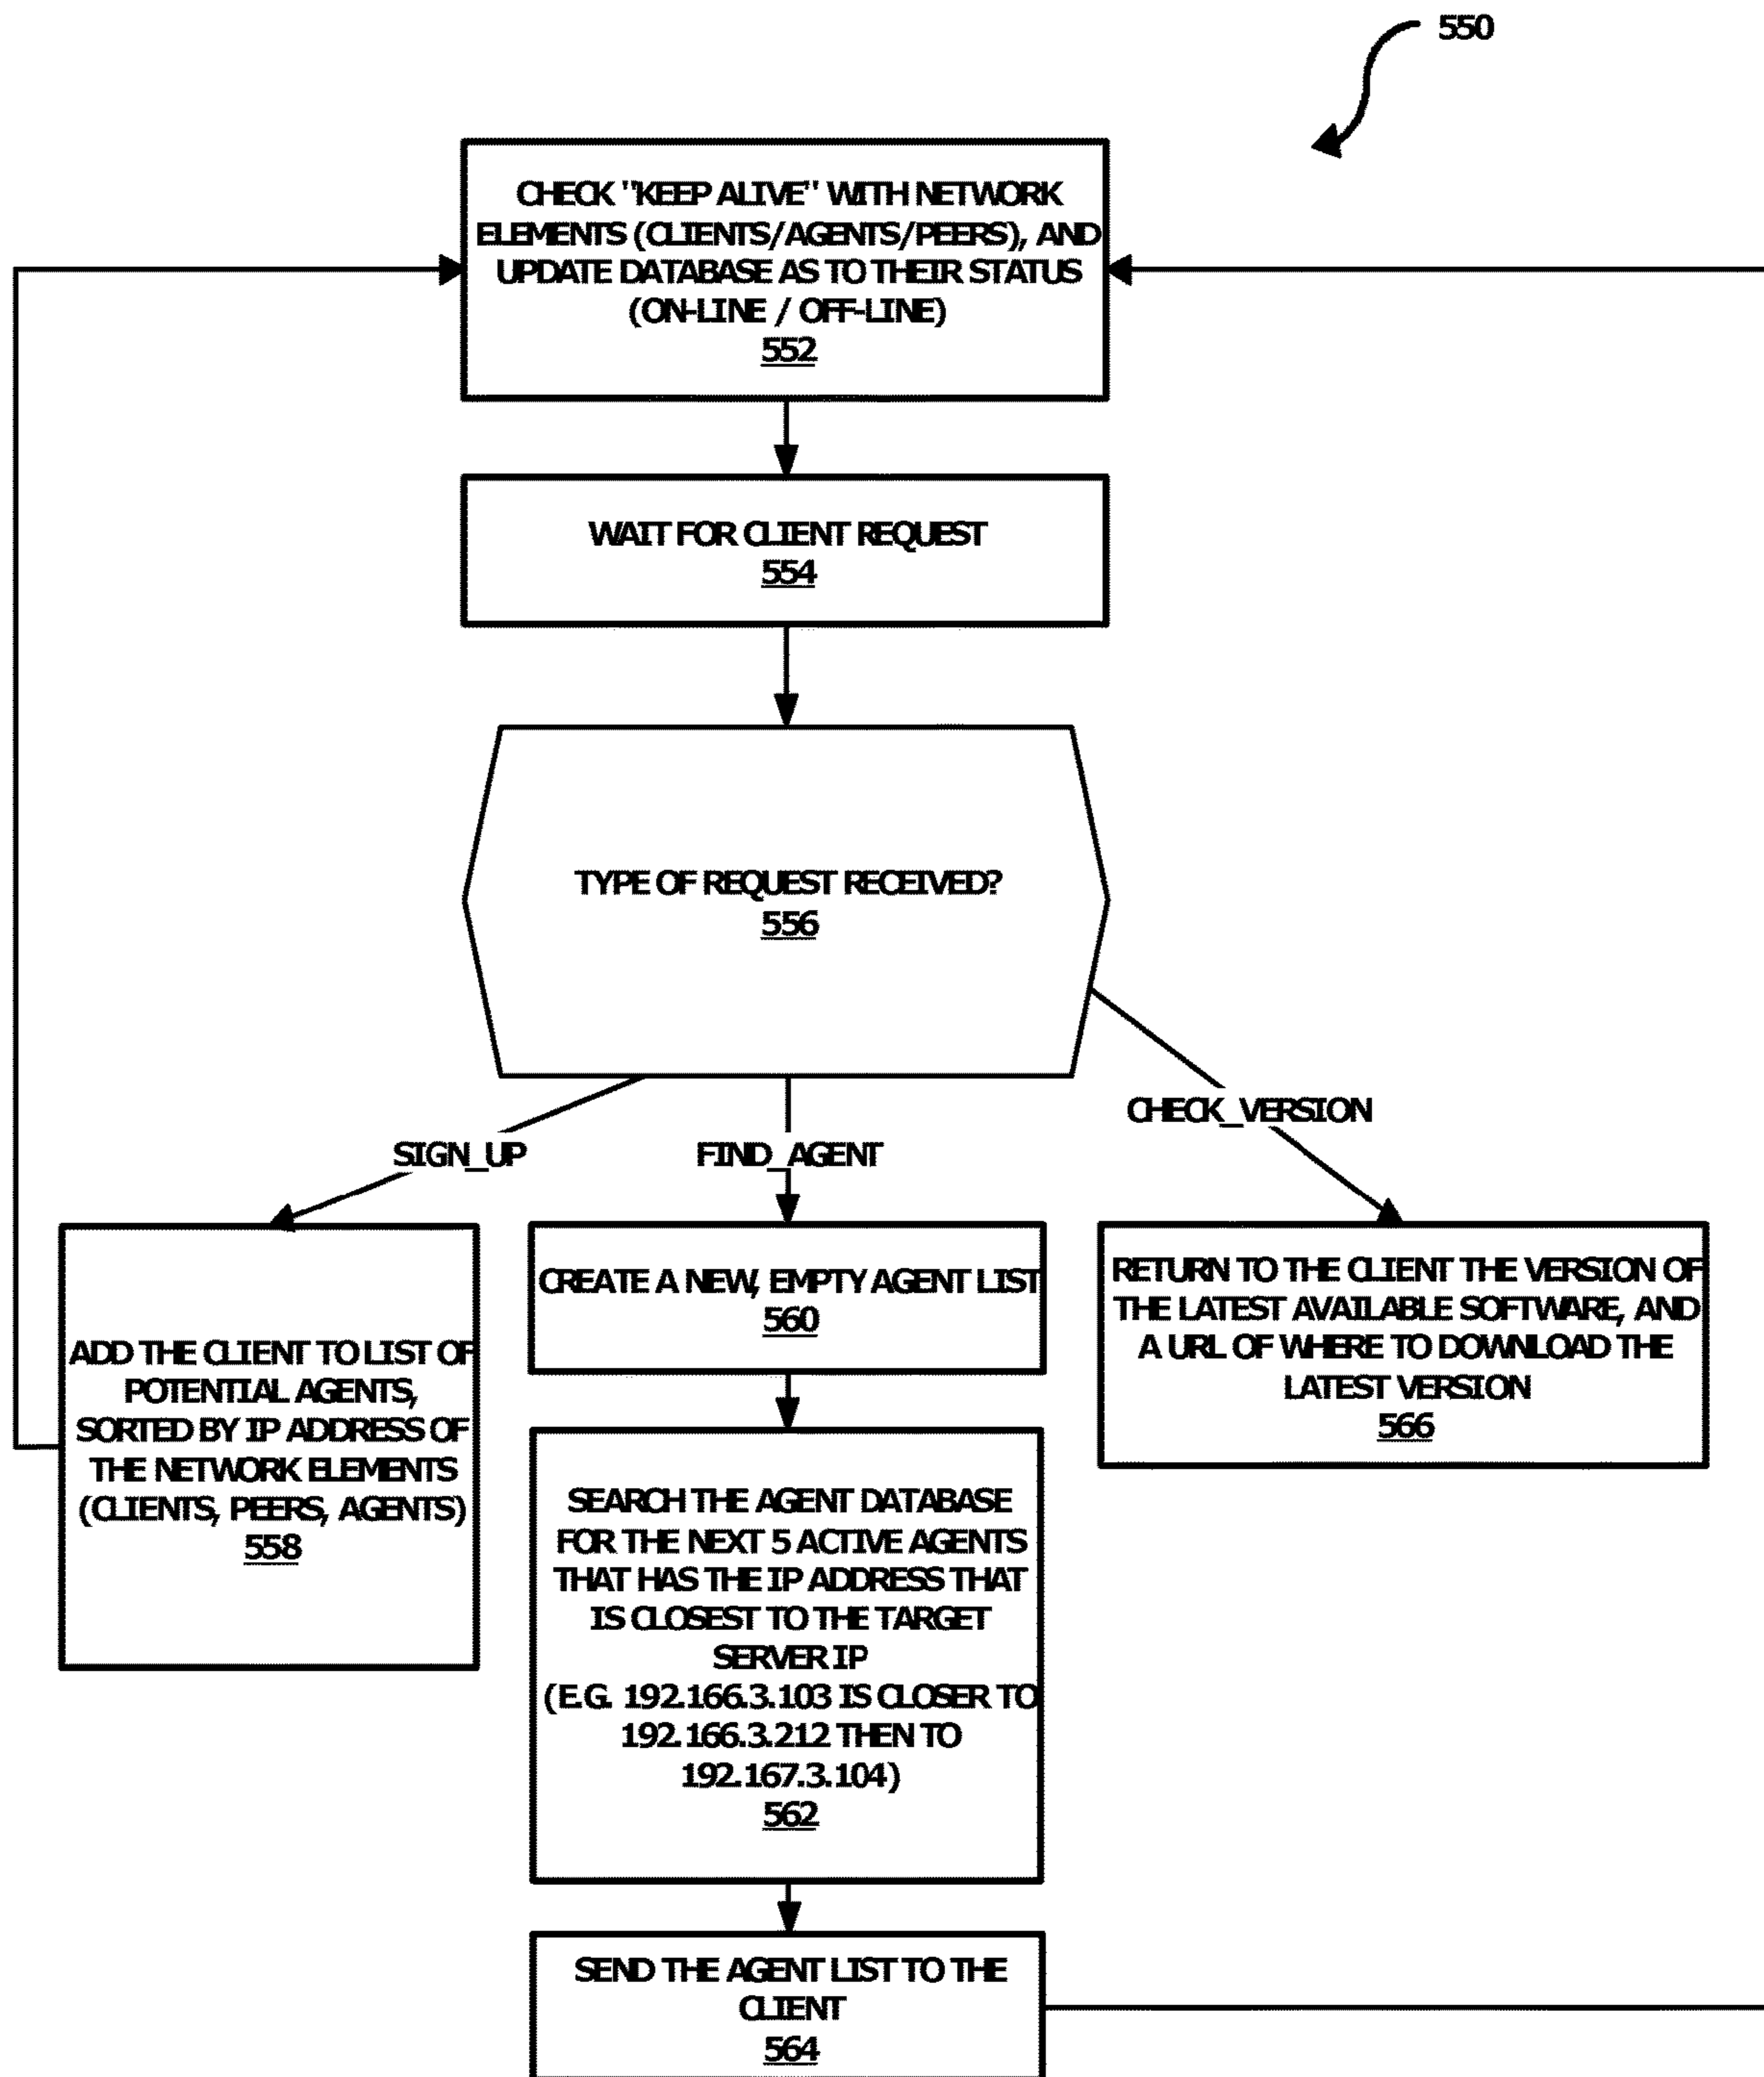 550
CHECK "KEEP ALIVE" WITH NETWORK
ELEMENTS (CLIENTS/AGENTS/PEERS), AND
UPDATE DATABASE AS TO THEIR STATUS
(ON-LINE / OFF-LINE)
552
WAIT FOR CLIENT REQUEST
554
TYPE OF REQUEST RECEIVED?
556
SIGN_UP
FIND_AGENT
CHECK_VERSION
ADD THE CLIENT TO LIST OF
POTENTIAL AGENTS,
SORTED BY IP ADDRESS OF
THE NETWORK ELEMENTS
(CLIENTS, PEERS, AGENTS)
558
CREATE A NEW, EMPTY AGENT LIST
560
SEARCH THE AGENT DATABASE
FOR THE NEXT 5 ACTIVE AGENTS
THAT HAS THE IP ADDRESS THAT
IS CLOSEST TO THE TARGET
SERVER IP
(E.G. 192.166.3.103 IS CLOSER TO
192.166.3.212 THEN TO
192.167.3.104)
562
SEND THE AGENT LIST TO THE
CLIENT
564
RETURN TO THE CLIENT THE VERSION OF
THE LATEST AVAILABLE SOFTWARE, AND
A URL OF WHERE TO DOWNLOAD THE
LATEST VERSION
566